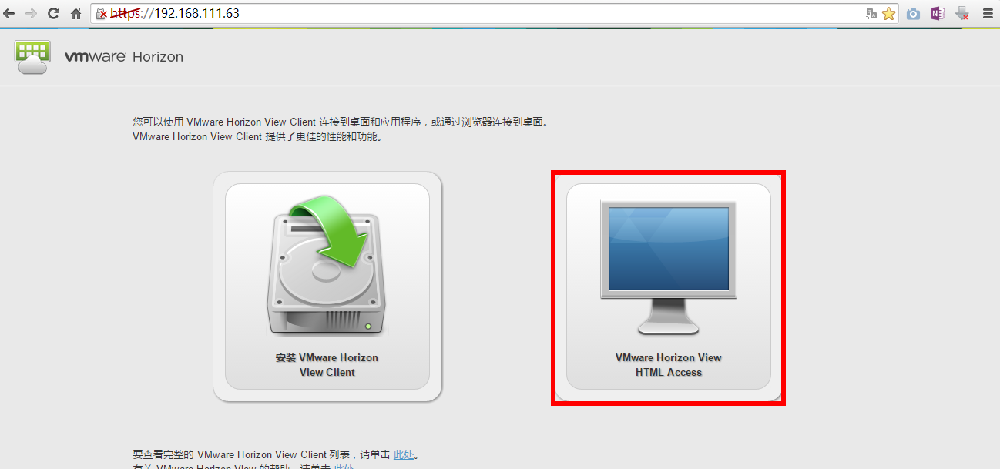 https://192.168.111.63
vmware Horizon
您可以使用 VMware Horizon View Client 连接到桌面和应用程序，或通过浏览器连接到桌面。
VMware Horizon View Client 提供了更佳的性能和功能。
安装 VMware Horizon
View Client
VMware Horizon View
HTML Access
要查看完整的 VMware Horizon View Client 列表，请单击 此处。
有关 VMware Horizon View 的帮助，请单击 此处。